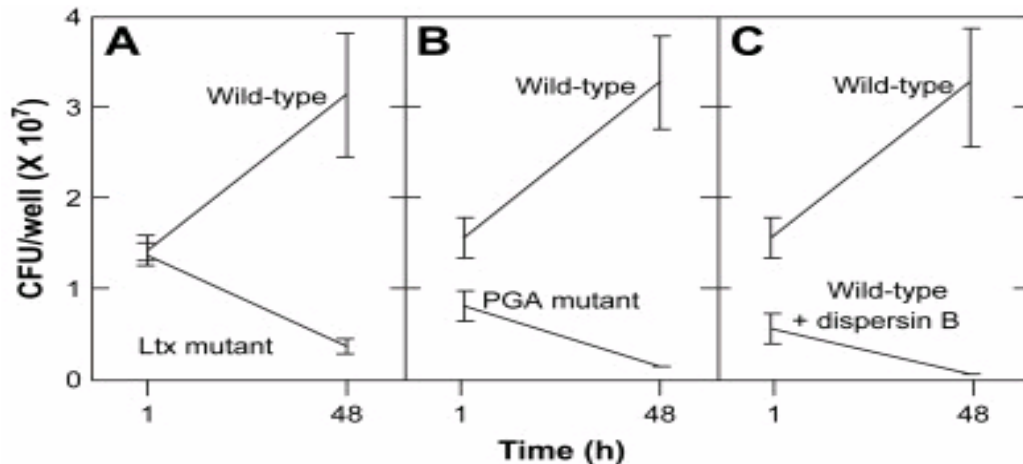 A
B
C
CFU/well (X 10⁷)
4
3
2
1
0
Wild-type
Ltx mutant
Wild-type
PGA mutant
Wild-type
Wild-type
+ dispersin B
1 48 1 48 1 48
Time (h)